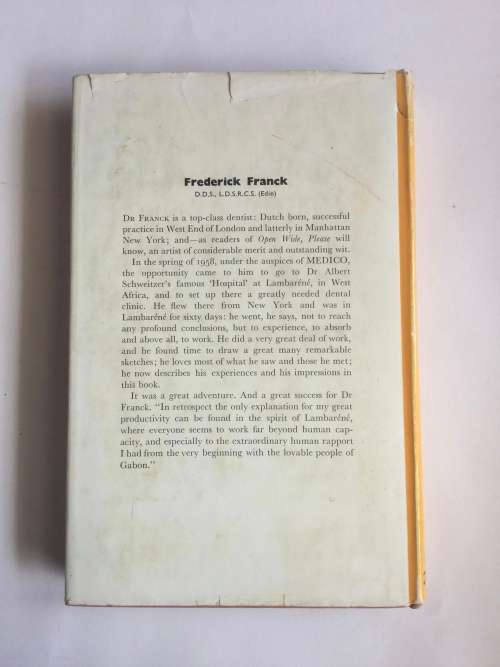 Frederick Franck
D.D.S., L.D.S.R.C.S. (Edin)
DR FRANCK is a top-class dentist: Dutch born, successful
practice in West End of London and latterly in Manhattan
New York; and—as readers of Open Wide, Please will
know, an artist of considerable merit and outstanding wit.
In the spring of 1958, under the auspices of MEDICO,
the opportunity came to him to go to Dr Albert
Schweitzer's famous 'Hospital' at Lambaréné, in West
Africa, and to set up there a greatly needed dental
clinic. He flew there from New York and was in
Lambaréné for sixty days: he went, he says, not to reach
any profound conclusions, but to experience, to absorb
and above all, to work. He did a very great deal of work,
and he found time to draw a great many remarkable
sketches; he loves most of what he saw and those he met;
he now describes his experiences and his impressions in
this book.
It was a great adventure. And a great success for Dr
Franck. "In retrospect the only explanation for my great
productivity can be found in the spirit of Lambaréné,
where everyone seems to work far beyond human cap-
acity, and especially to the extraordinary human rapport
I had from the very beginning with the lovable people of
Gabon."